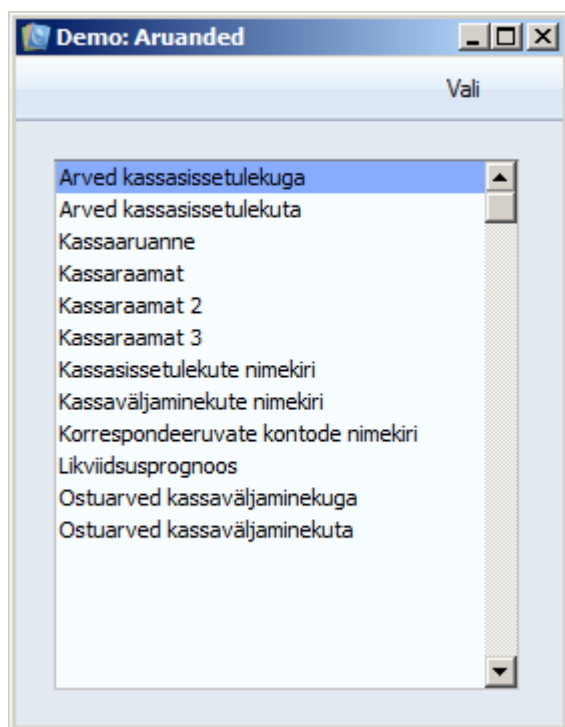 Demo: Aruanded
Vali
Arved kassasissetulekuga
Arved kassasissetulekuta
Kassaaruanne
Kassaraamat
Kassaraamat 2
Kassaraamat 3
Kassasissetulekute nimekiri
Kassaväljaminekute nimekiri
Korrespondeeruvate kontode nimekiri
Likviidsusprognoos
Ostuarved kassaväljaminekuga
Ostuarved kassaväljaminekuta